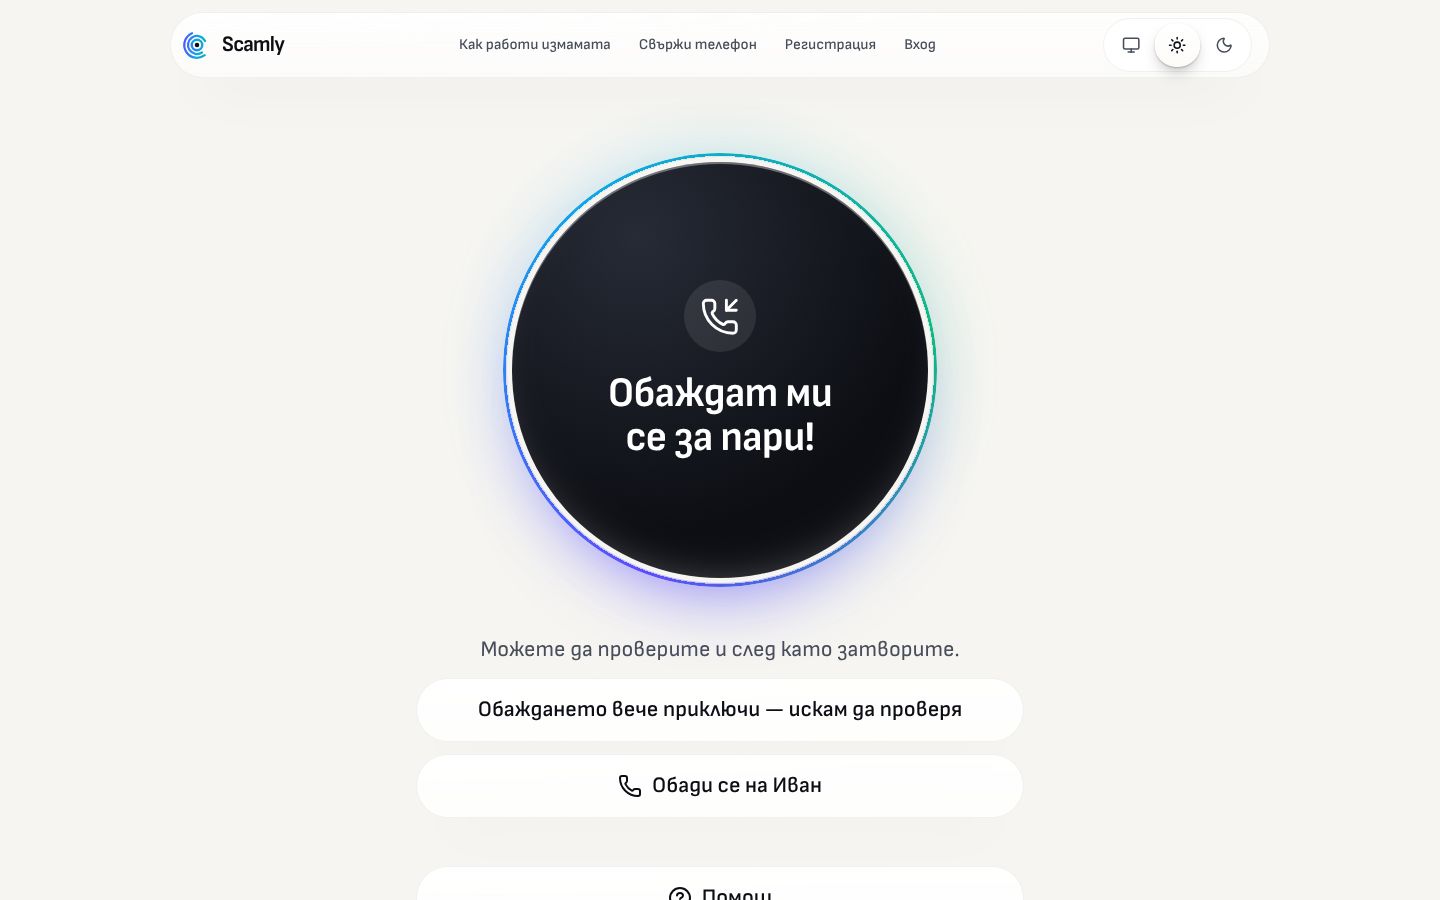 Scamly
Как работи измамата
Свържи телефон
Регистрация
Вход
Обаждат ми
се за пари!
Можете да проверите и след като затворите.
Обаждането вече приключи — искам да проверя
Обади се на Иван
Помощ